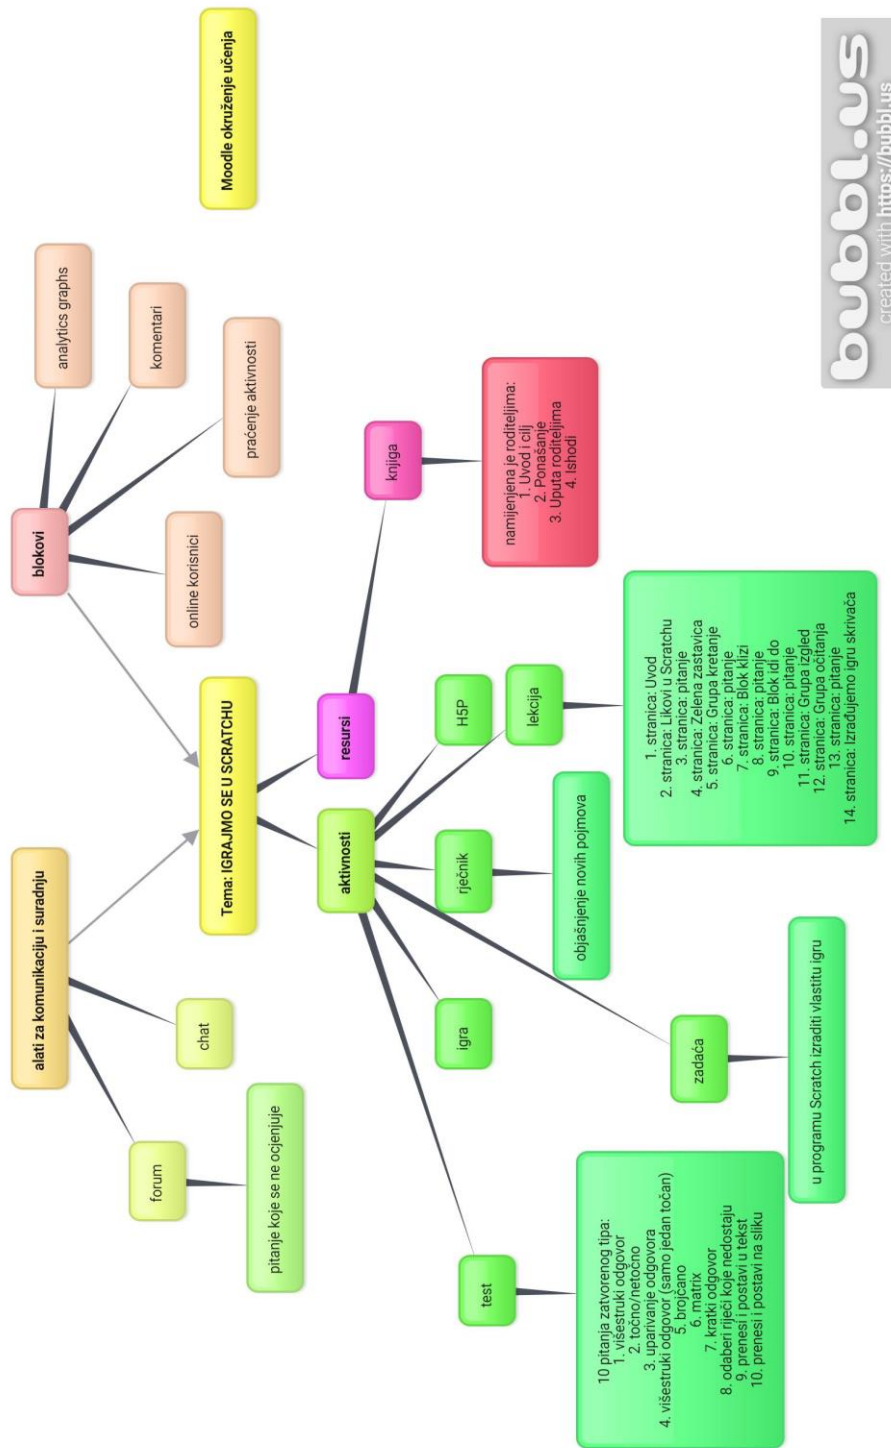 alati za komunikaciju i suradnju
forum
pitanje koje se ne ocjenjuje
chat
blokovi
online korisnici
praćenje aktivnosti
komentari
analytics graphs
Moodle okruženje učenja
Tema: IGRAJMO SE U SCRATCHU
aktivnosti
resursi
knjiga
namijenjena je roditeljima:
1. Uvod i cilj
2. Ponašanje
3. Uputa roditeljima
4. Ishodi
test
10 pitanja zatvorenog tipa:
1. višestruki odgovor
2. točno/netočno
3. uparivanje odgovora
4. višestruki odgovor (samo jedan točan)
5. brojčano
6. matrix
7. kratki odgovor
8. odaberi riječi koje nedostaju
9. prenesi i postavi u tekst
10. prenesi i postavi na sliku
igra
zadaća
u programu Scratch izraditi vlastitu igru
rječnik
objašnjenje novih pojmova
H5P
lekcija
1. stranica: Uvod
2. stranica: Likovi u Scratchu
3. stranica: pitanje
4. stranica: Zelena zastavica
5. stranica: Grupa kretanje
6. stranica: pitanje
7. stranica: Blok klizi
8. stranica: pitanje
9. stranica: Blok idi do
10. stranica: pitanje
11. stranica: Grupa izgled
12. stranica: Grupa očitanja
13. stranica: pitanje
14. stranica: Izrađujemo igru skrivača
bubbl.us
created with https://bubbl.us